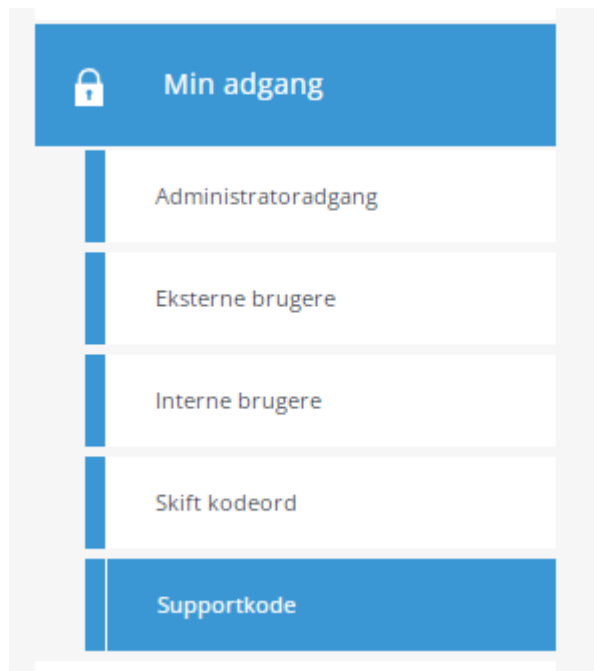 Min adgang
Administratoradgang
Eksterne brugere
Interne brugere
Skift kodeord
Supportkode